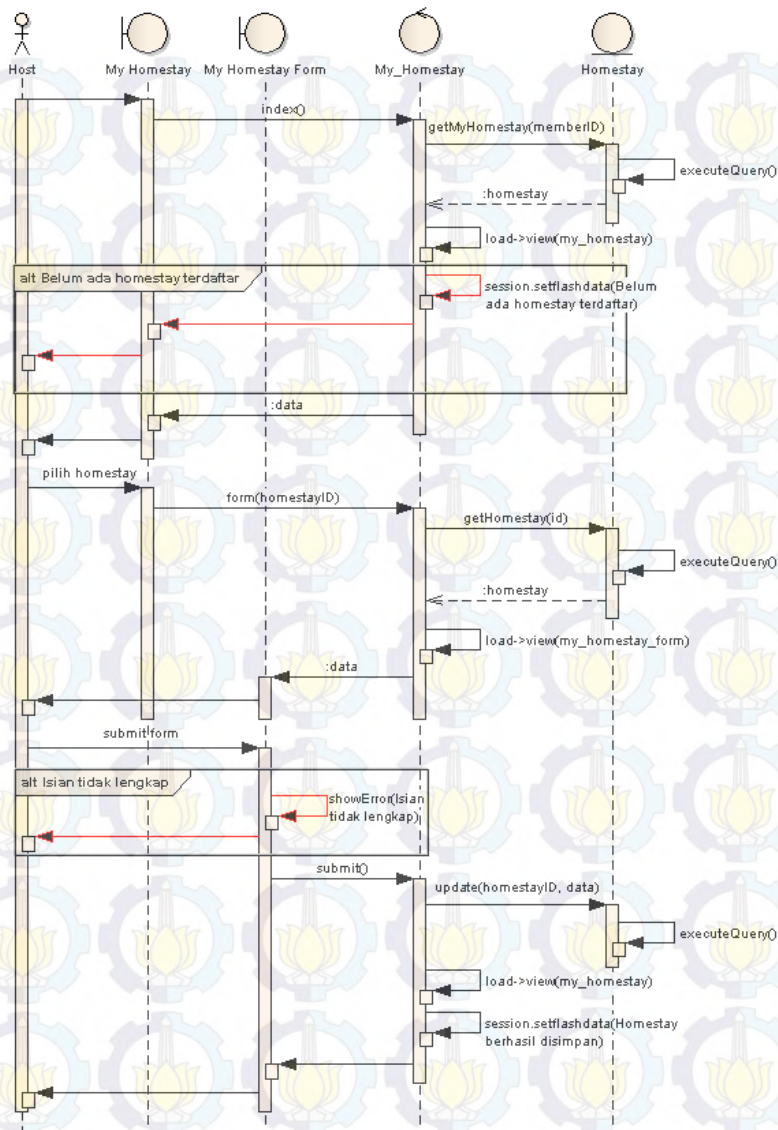 Host
My Homestay
My Homestay Form
My_Homestay
Homestay
index()
getMyHomestay(memberID)
executeQuery()
:homestay
load->view(my_homestay)
alt Belum ada homestay terdaftar
session.setflashdata(Belum
ada homestay terdaftar)
:data
pilih homestay
form(homestayID)
getHomestay(id)
executeQuery()
:homestay
load->view(my_homestay_form)
:data
submit form
alt Isian tidak lengkap
showError(Isian
tidak lengkap)
submit()
update(homestayID, data)
executeQuery()
load->view(my_homestay)
session.setflashdata(Homestay
berhasil disimpan)